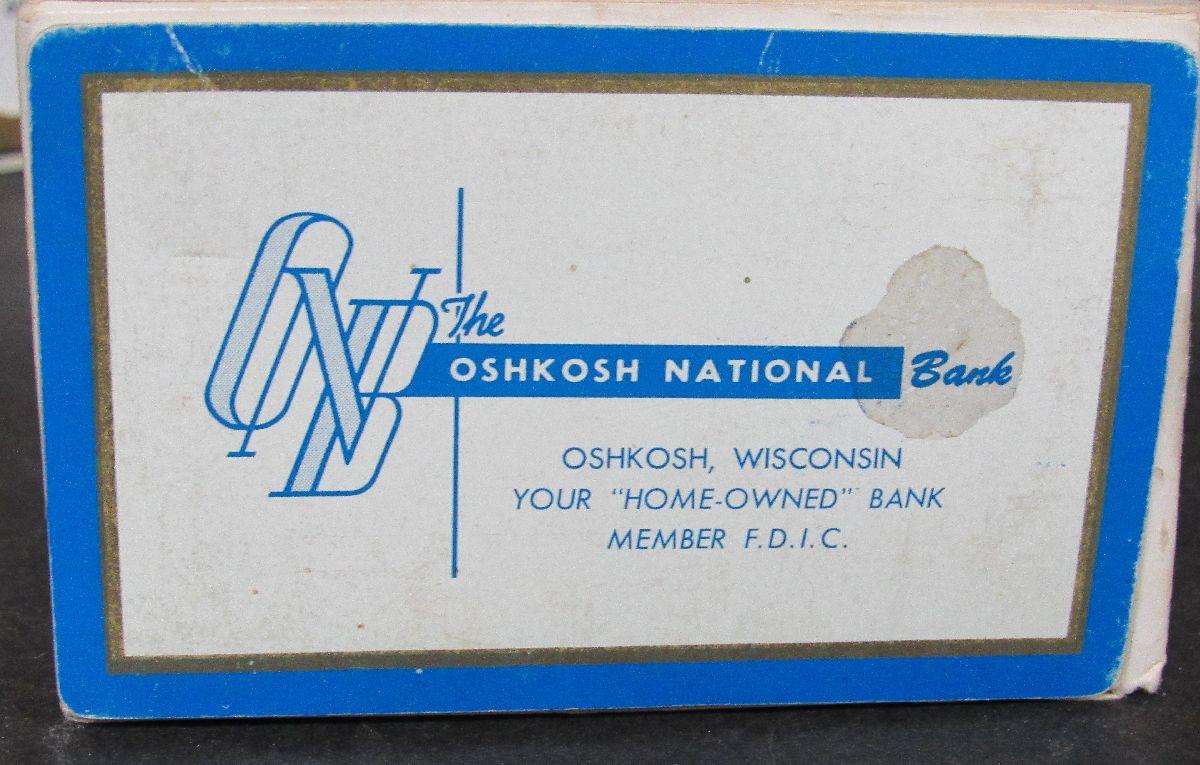 ONB
The
OSHKOSH NATIONAL Bank
OSHKOSH, WISCONSIN
YOUR "HOME-OWNED" BANK
MEMBER F.D.I.C.